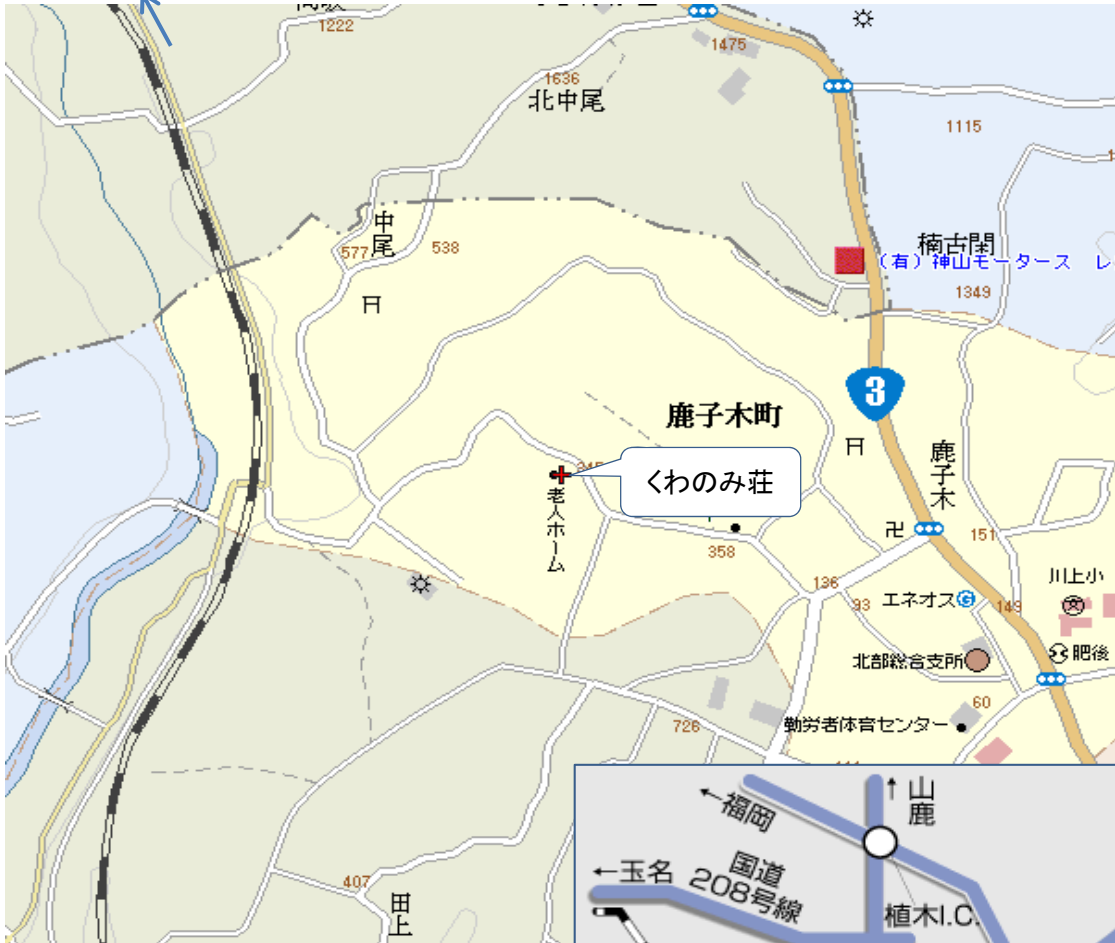 1222
1475
1636
北中尾
1115
中尾
577
538
楠古閑
(有)神山モータース レ
1349
3
鹿子木町
くわのみ荘
老人ホーム
鹿子木
358
151
136
93
エネオス
149
川上小
北部総合支所
肥後
60
勤労者体育センター
726
407
田上
←福岡
↑山鹿
←玉名
国道
208号線
植木I.C.